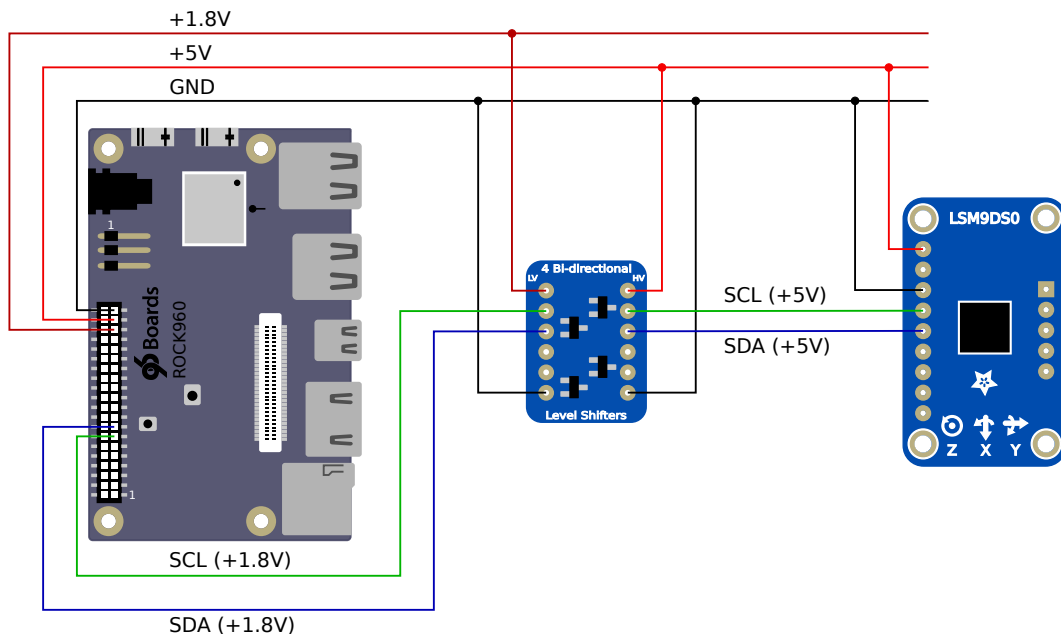 +1.8V
+5V
GND
1
96Boards
ROCK960
1
4 Bi-directional
LV
HV
Level Shifters
SCL (+5V)
SDA (+5V)
LSM9DS0
Z X Y
SCL (+1.8V)
SDA (+1.8V)